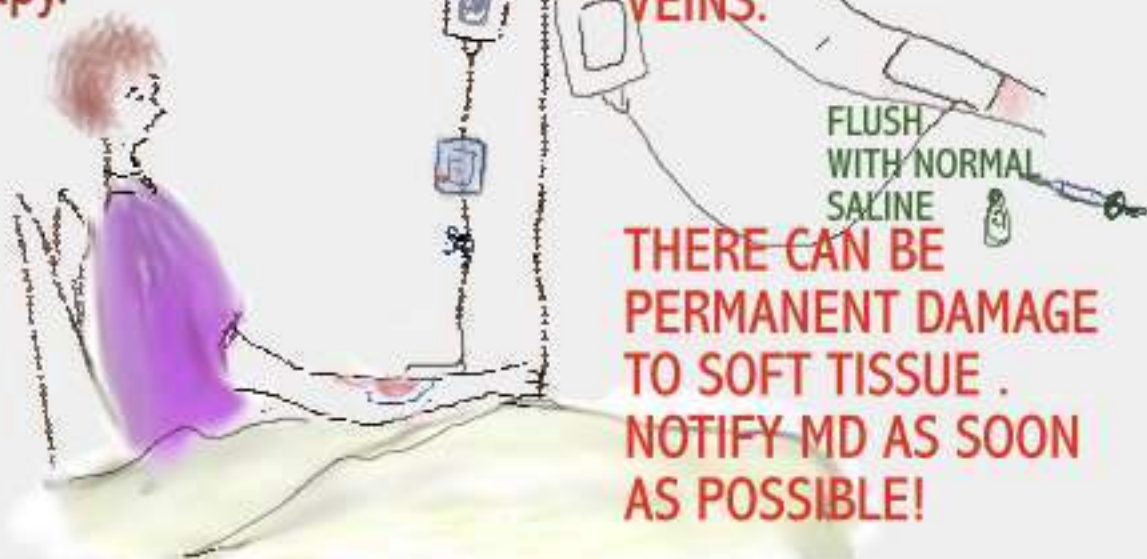 VEINS.
FLUSH
WITH NORMAL
SALINE
THERE CAN BE
PERMANENT DAMAGE
TO SOFT TISSUE .
NOTIFY MD AS SOON
AS POSSIBLE!